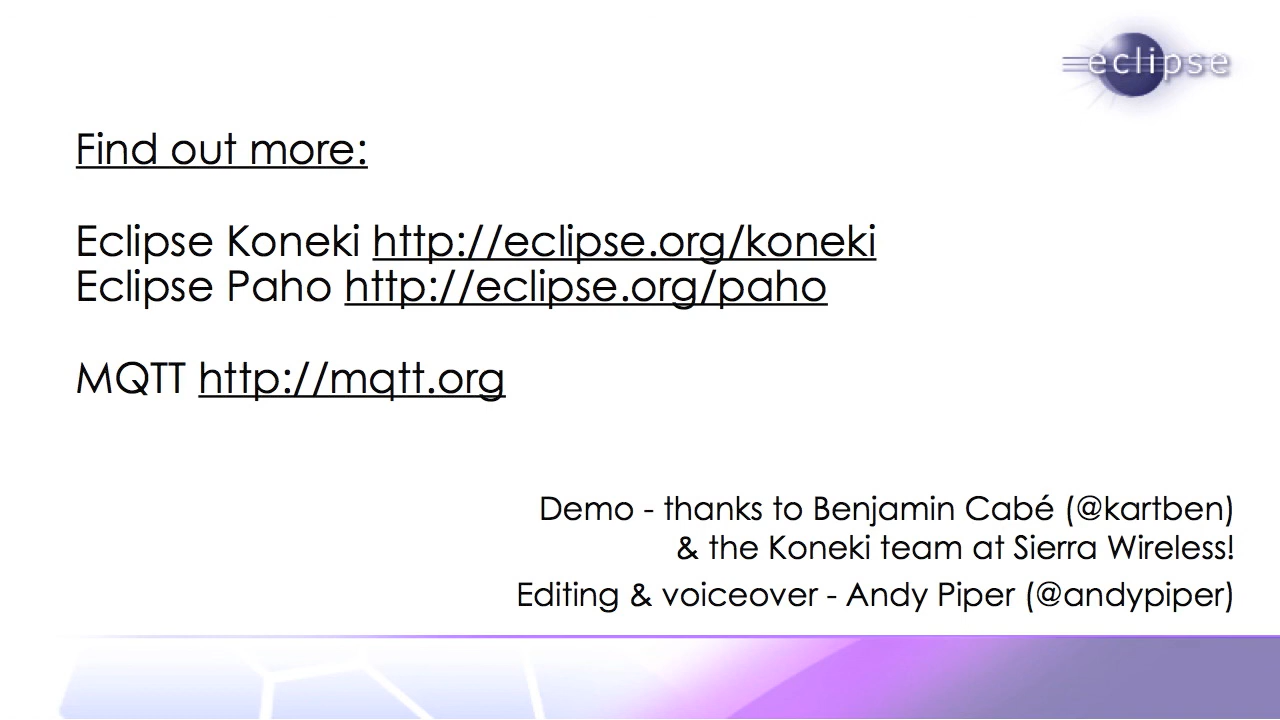 eclipse
Find out more:
Eclipse Koneki http://eclipse.org/koneki
Eclipse Paho http://eclipse.org/paho
MQTT http://mqtt.org
Demo - thanks to Benjamin Cabé (@kartben)
& the Koneki team at Sierra Wireless!
Editing & voiceover - Andy Piper (@andypiper)